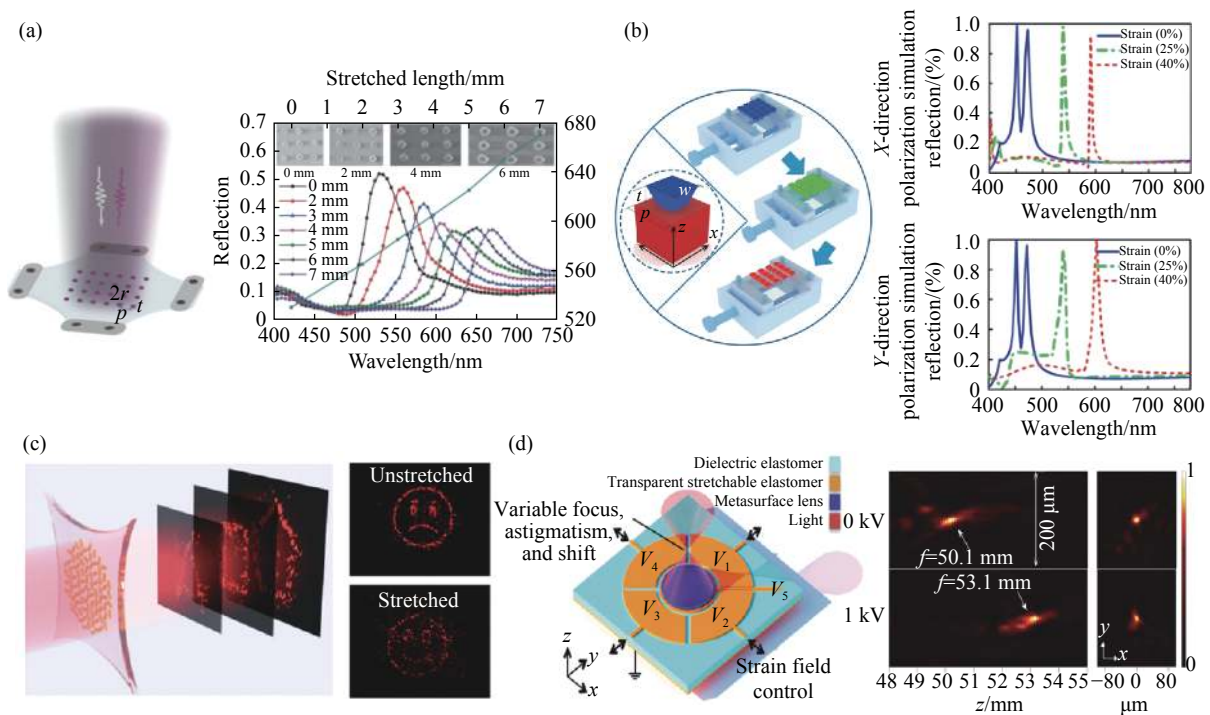 (a)
Stretched length/mm
0 1 2 3 4 5 6 7
0.7
0.6
0.5
0.4
0.3
0.2
0.1
0
Reflection
680
640
600
560
520
0 mm 2 mm 4 mm 6 mm
0 mm
2 mm
3 mm
4 mm
5 mm
6 mm
7 mm
400 450 500 550 600 650 700 750
Wavelength/nm
2r
p t
(b)
w
t
p
z
x
X-direction
polarization simulation
reflection/(%)
1.0
0.8
0.6
0.4
0.2
0
Strain (0%)
Strain (25%)
Strain (40%)
400 500 600 700 800
Wavelength/nm
Y-direction
polarization simulation
reflection/(%)
1.0
0.8
0.6
0.4
0.2
0
Strain (0%)
Strain (25%)
Strain (40%)
400 500 600 700 800
Wavelength/nm
(c)
Unstretched
Stretched
(d)
Dielectric elastomer
Transparent stretchable elastomer
Metasurface lens
Light
Variable focus,
astigmatism,
and shift
V4 V1
V5
V3 V2
Strain field
control
z
y
x
0 kV
1 kV
f=50.1 mm
f=53.1 mm
200 μm
48 49 50 51 52 53 54 55
z/mm
y
x
−80 0 80
μm
1
0